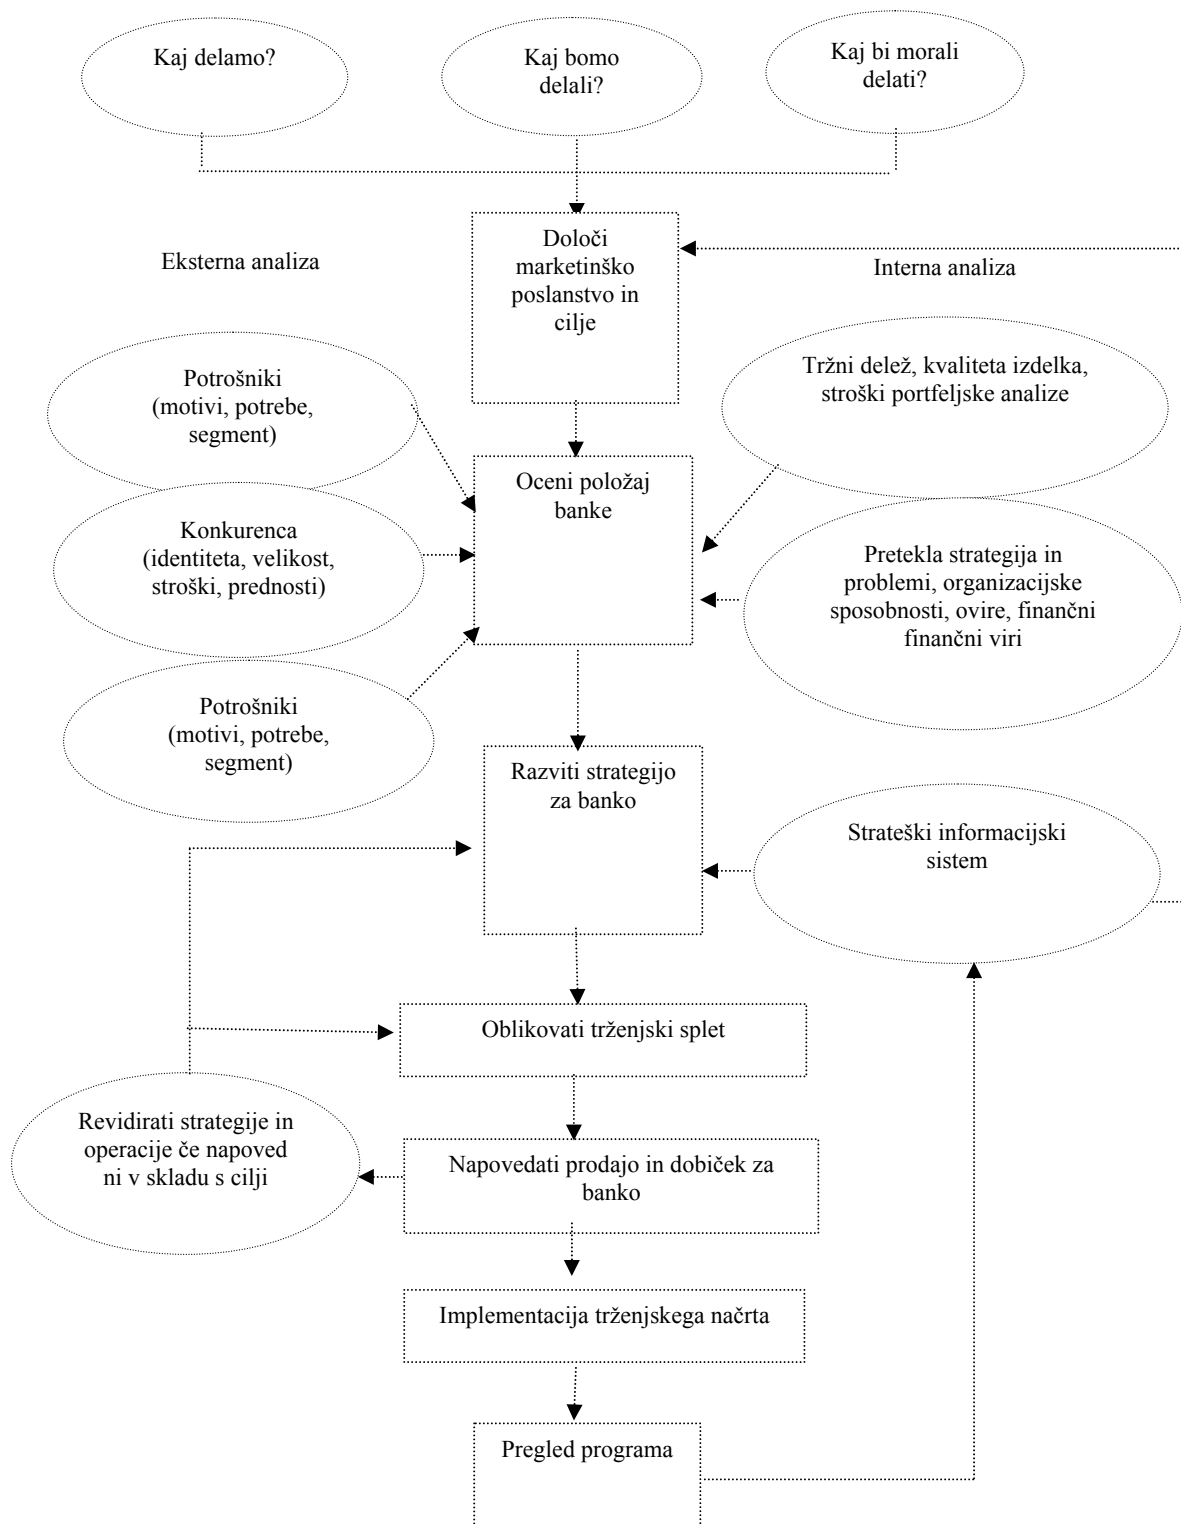 Kaj delamo?
Kaj bomo
delali?
Kaj bi morali
delati?
Določi
marketinško
poslanstvo in
cilje
Eksterna analiza
Interna analiza
Potrošniki
(motivi, potrebe,
segment)
Tržni delež, kvaliteta izdelka,
stroški portfeljske analize
Oceni položaj
banke
Konkurenca
(identiteta, velikost,
stroški, prednosti)
Pretekla strategija in
problemi, organizacijske
sposobnosti, ovire, finančni
finančni viri
Potrošniki
(motivi, potrebe,
segment)
Razviti strategijo
za banko
Strateški informacijski
sistem
Oblikovati trženjski splet
Revidirati strategije in
operacije če napoved
ni v skladu s cilji
Napovedati prodajo in dobiček za
banko
Implementacija trženjskega načrta
Pregled programa